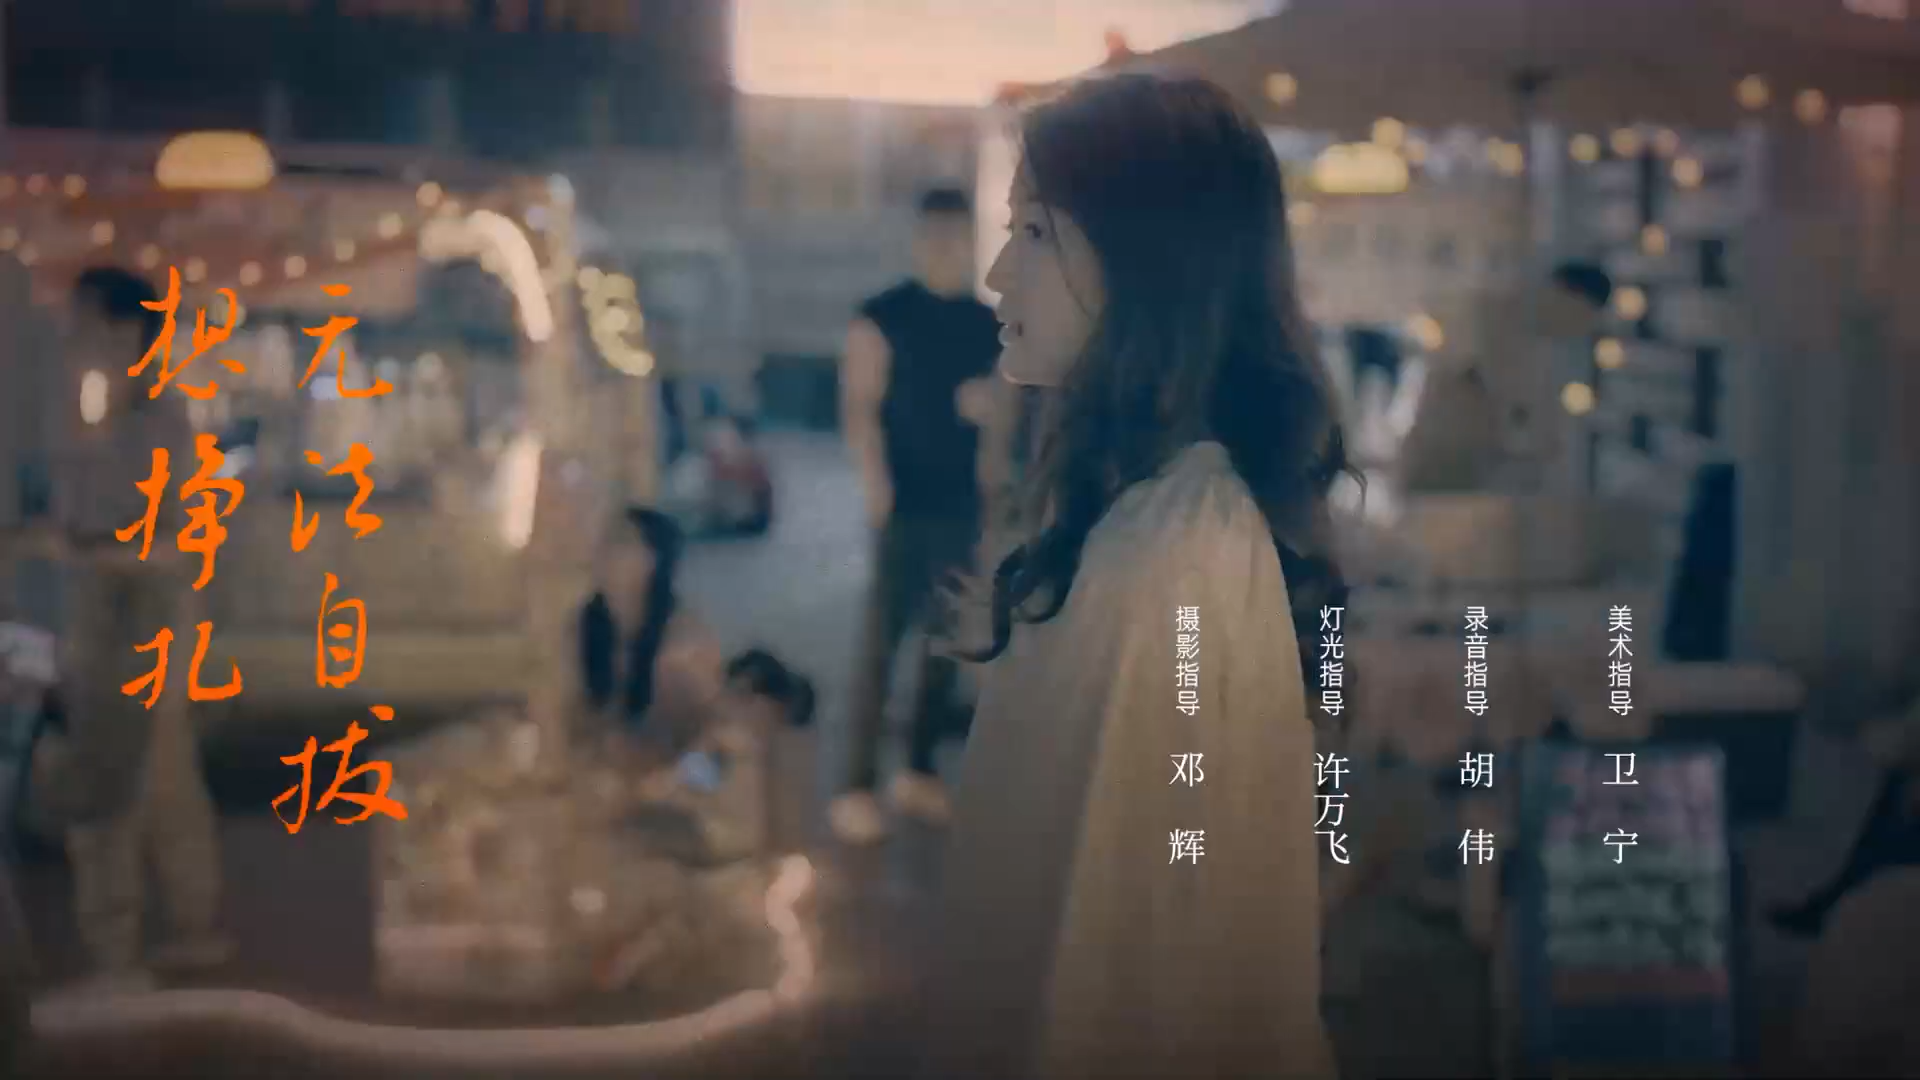 想挣扎
无法自拔
摄影指导
邓辉
灯光指导
许万飞
录音指导
胡伟
美术指导
卫宁